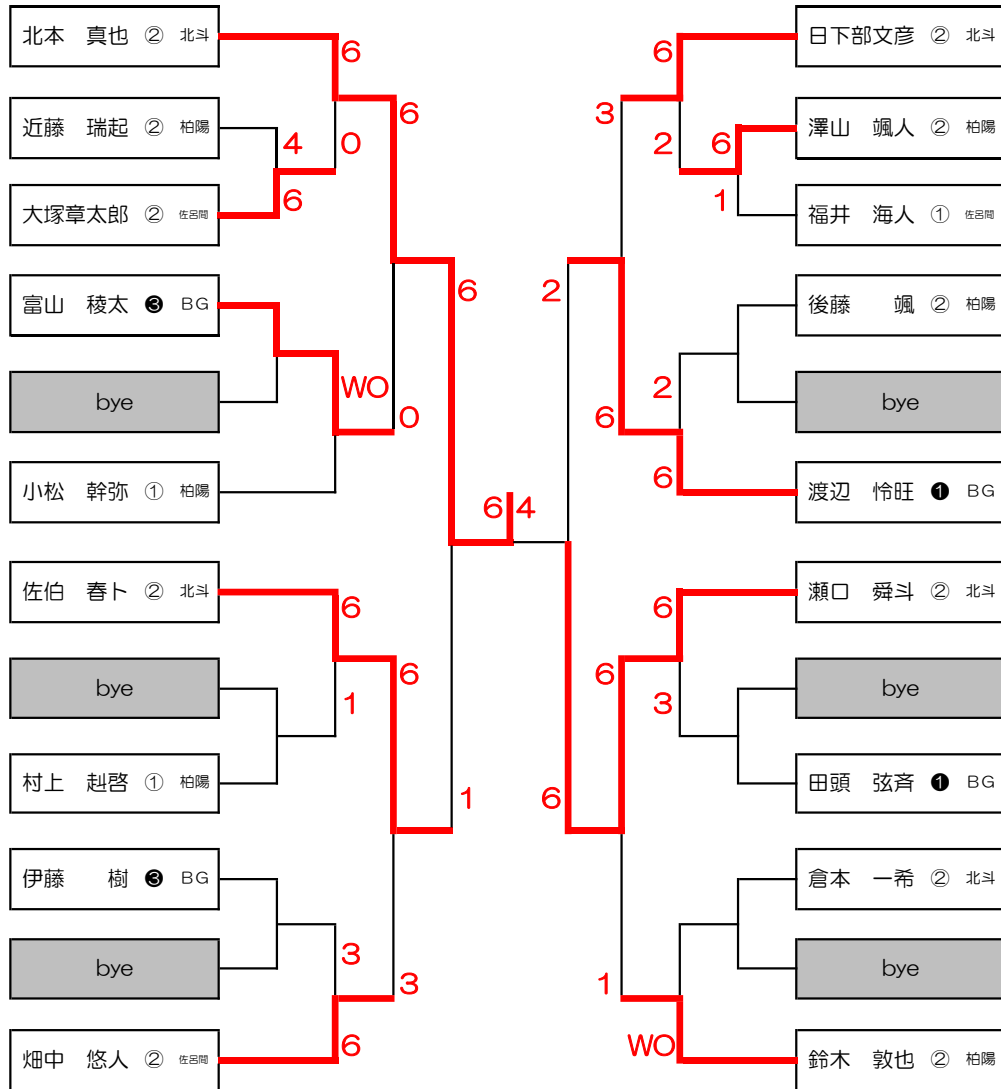 北本 真也 ② 北斗
6
6
近藤 瑞起 ② 柏陽
4
0
大塚章太郎 ② 佐呂間
6
富山 稜太 ❸ BG
6
bye
WO
0
小松 幹弥 ① 柏陽
佐伯 春ト ② 北斗
6
6
bye
1
村上 赳啓 ① 柏陽
1
伊藤 樹 ❸ BG
3
bye
3
畑中 悠人 ② 佐呂間
6
6 4
日下部文彦 ② 北斗
6
3
澤山 颯人 ② 柏陽
2
6
1
福井 海人 ① 佐呂間
後藤 颯 ② 柏陽
2
2
bye
6
渡辺 怜旺 ❶ BG
6
瀬口 舜斗 ② 北斗
6
6
bye
3
田頭 弦斉 ❶ BG
6
倉本 一希 ② 北斗
bye
1
WO
鈴木 敦也 ② 柏陽